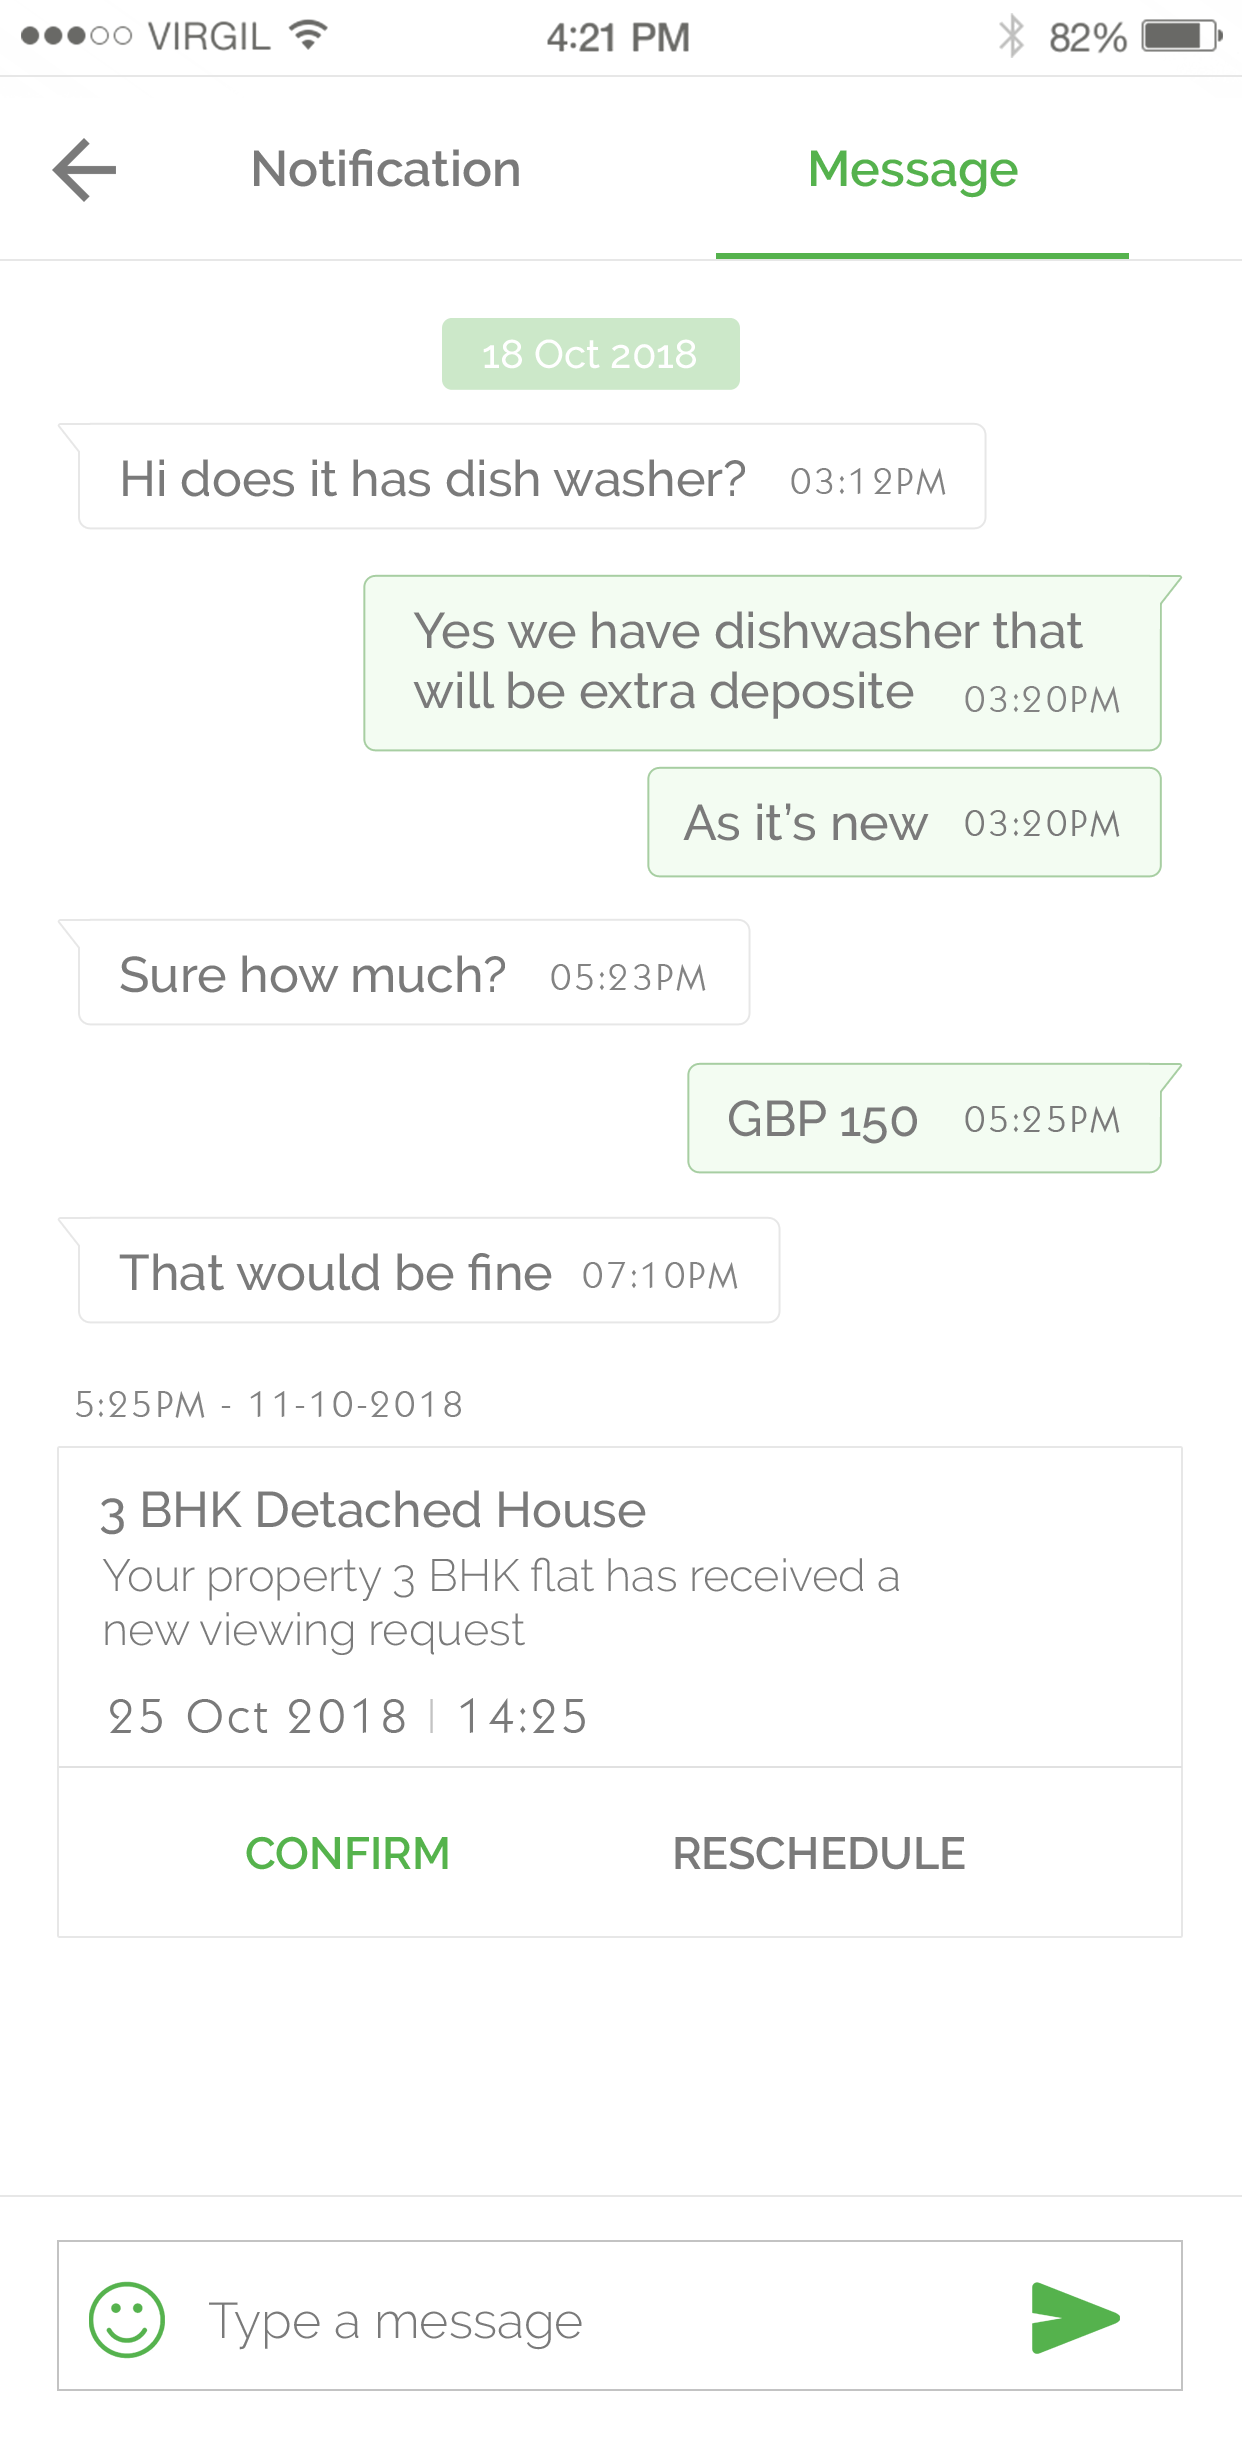 VIRGIL 4:21 PM 82%
Notification Message
18 Oct 2018
Hi does it has dish washer? 03:12PM
Yes we have dishwasher that
will be extra deposite 03:20PM
As it's new 03:20PM
Sure how much? 05:23PM
GBP 150 05:25PM
That would be fine 07:10PM
5:25PM - 11-10-2018
3 BHK Detached House
Your property 3 BHK flat has received a
new viewing request
25 Oct 2018 | 14:25
CONFIRM RESCHEDULE
Type a message